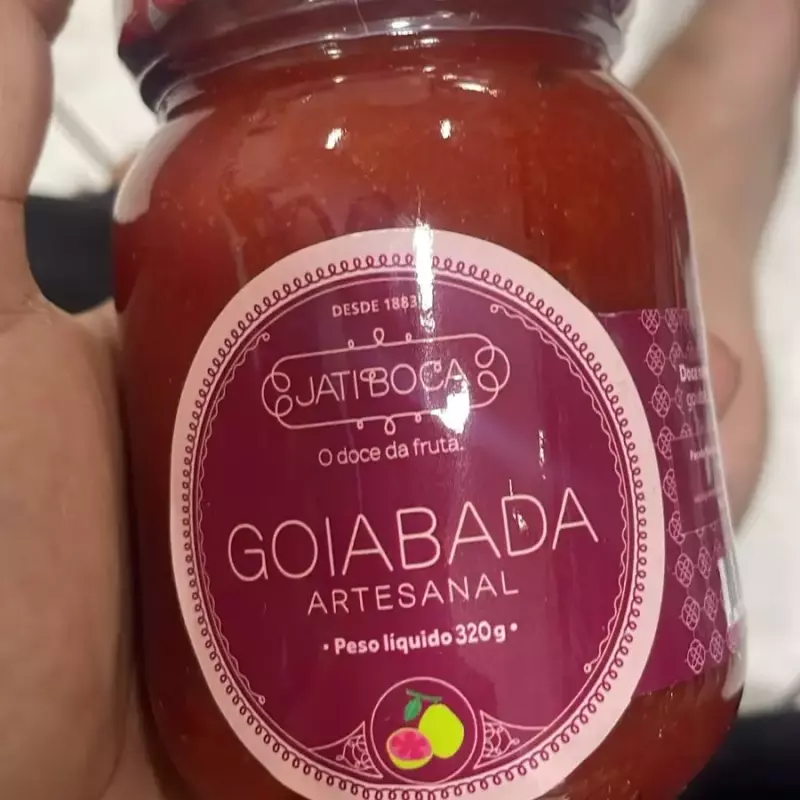 DESDE 1883
JATIBOCA
O doce da fruta.
GOIABADA
ARTESANAL
• Peso líquido 320g •